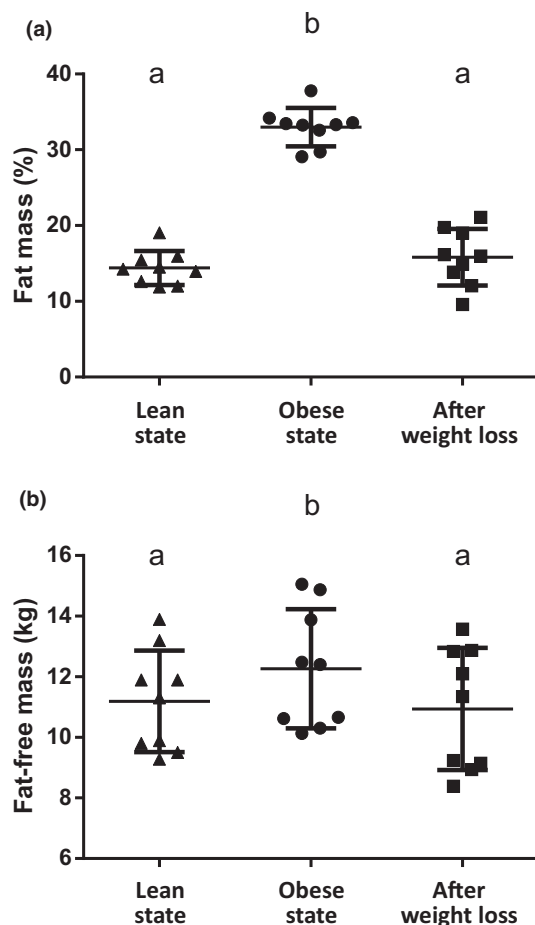 (a)
b
a
a
40
30
20
10
0
Fat mass (%)
Lean
state
Obese
state
After
weight loss
(b)
b
a
a
16
14
12
10
8
6
Fat-free mass (kg)
Lean
state
Obese
state
After
weight loss